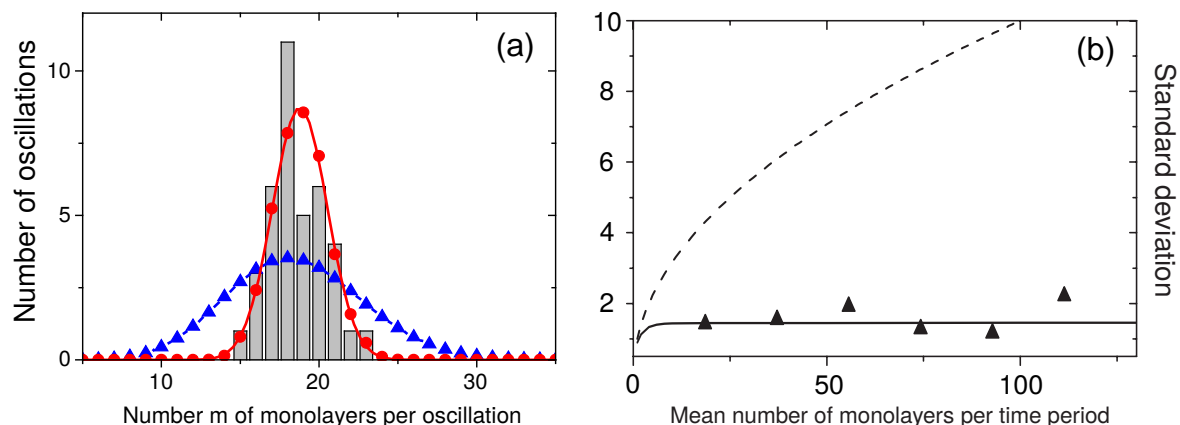 (a)
Number of oscillations
10
5
0
10
20
30
Number m of monolayers per oscillation
(b)
10
8
6
4
2
0
50
100
Mean number of monolayers per time period
Standard deviation